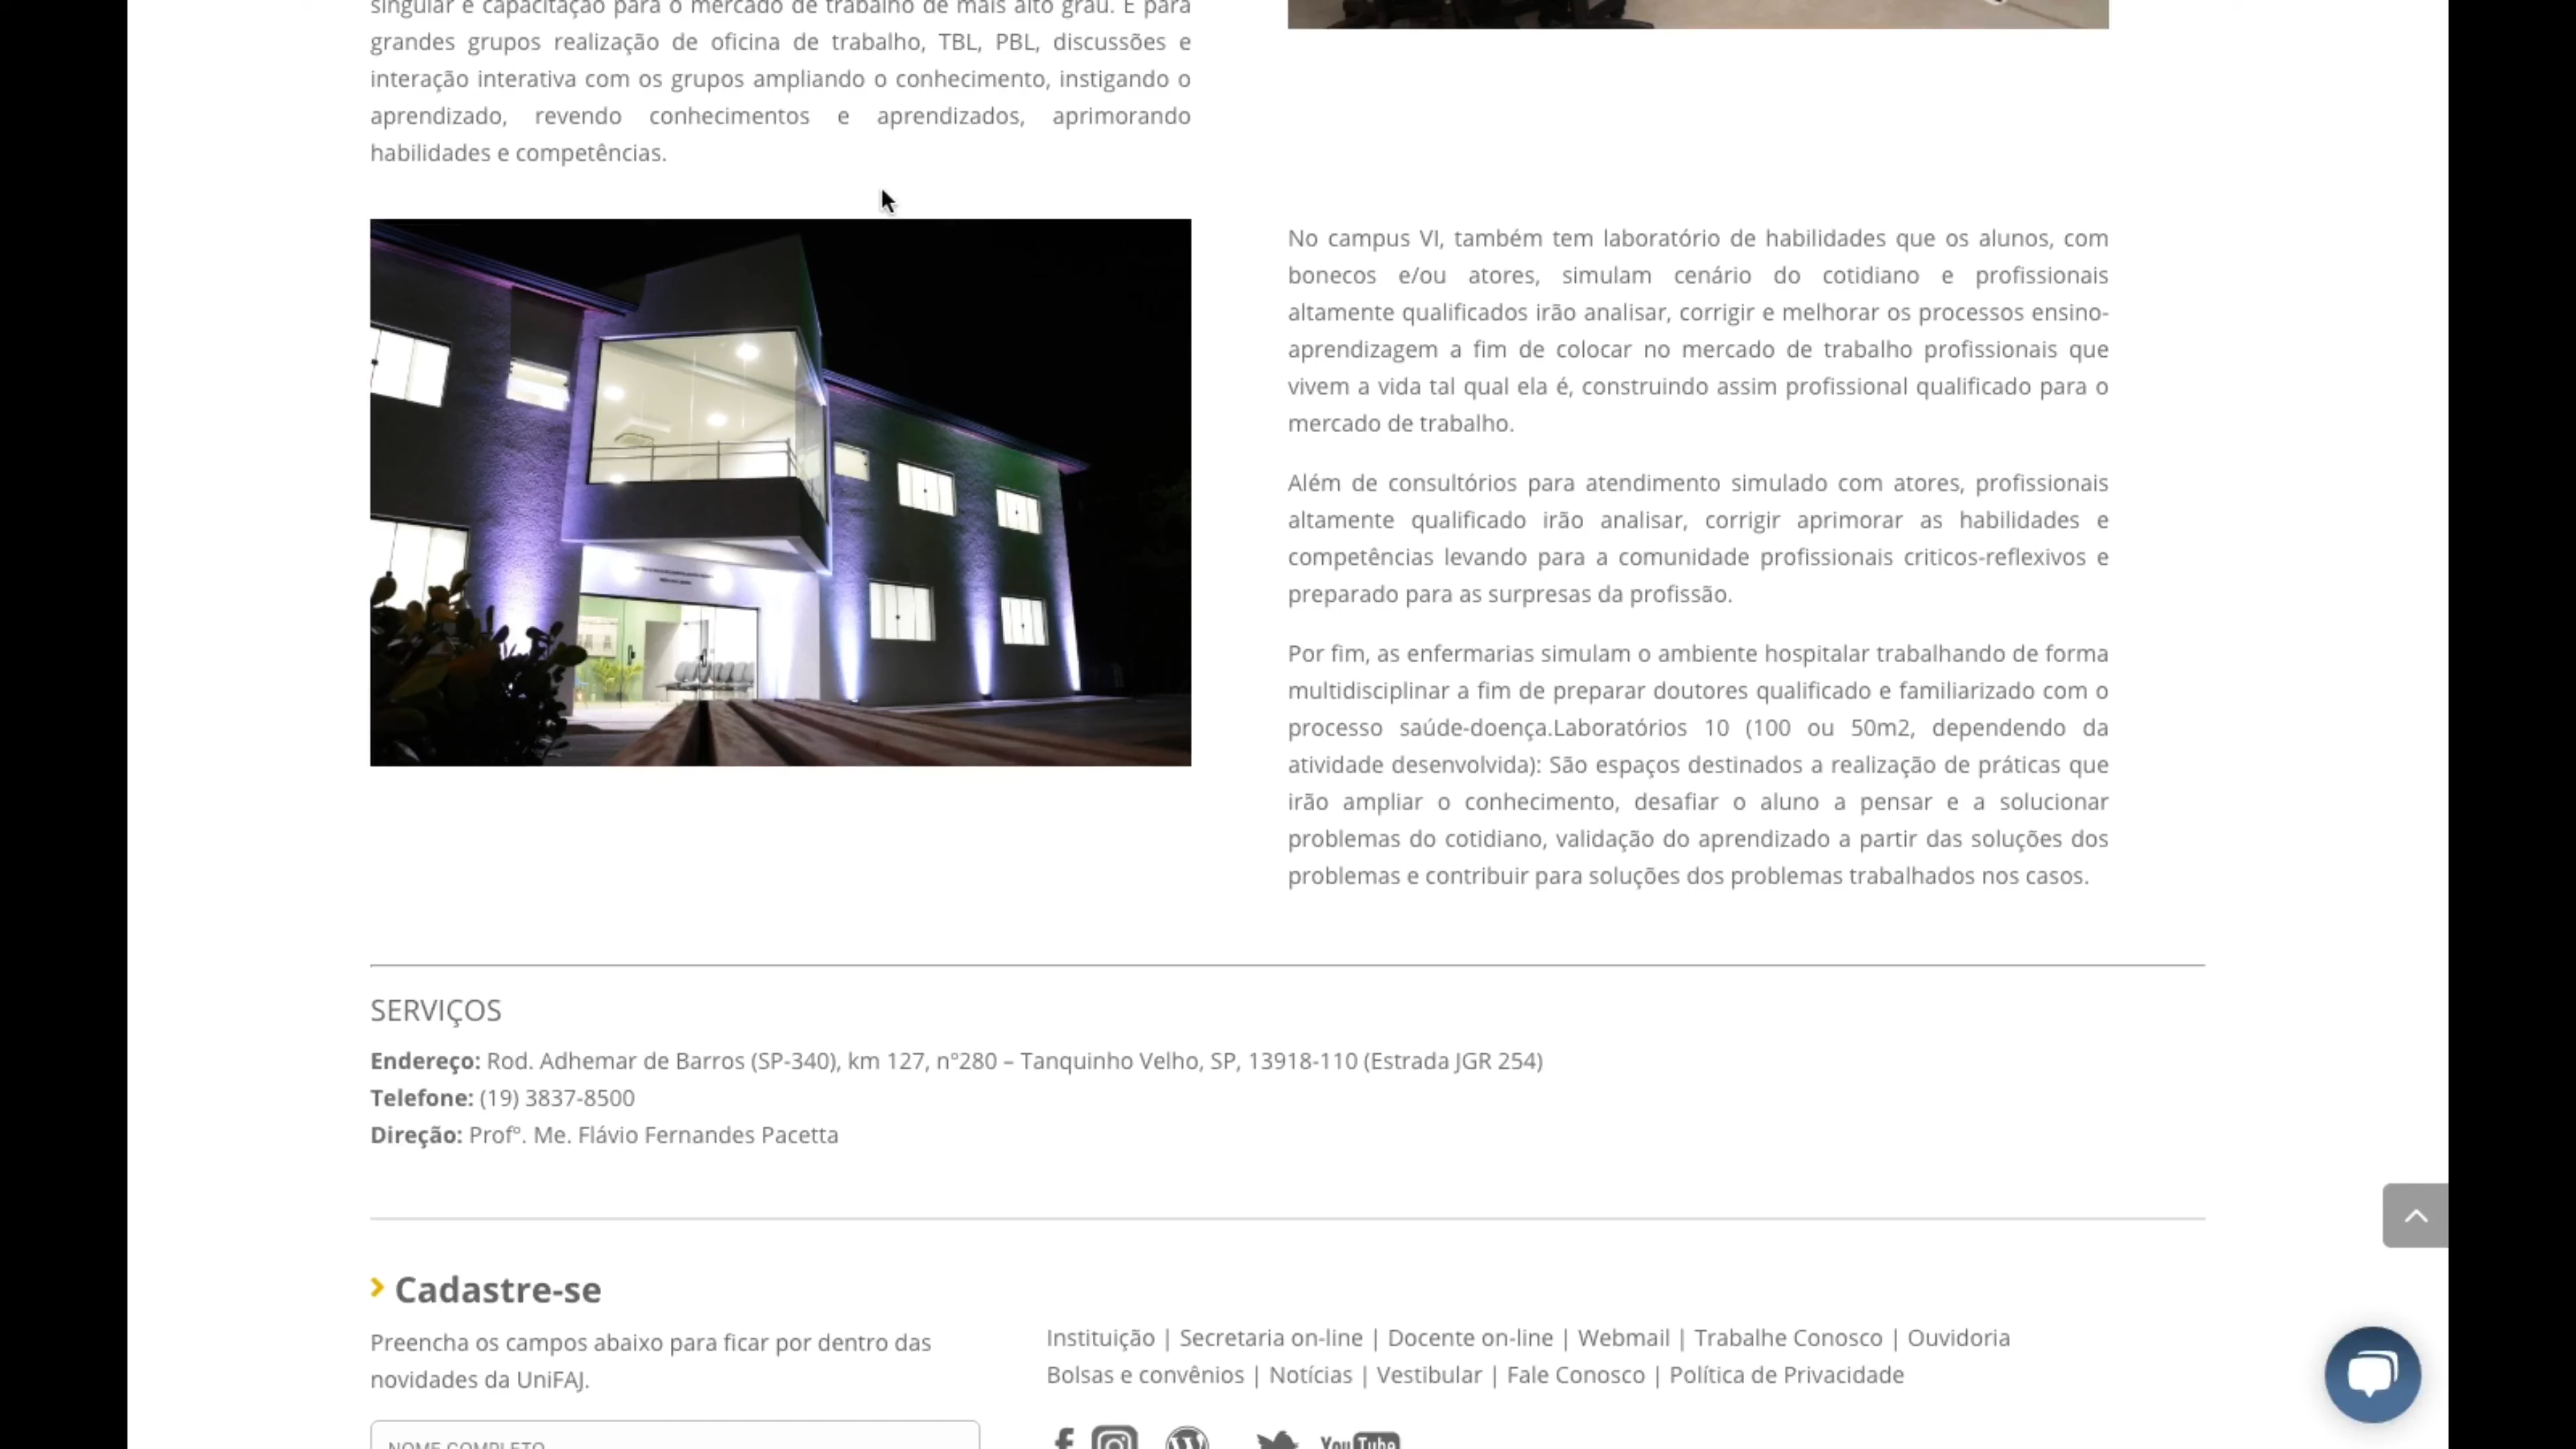 singular e capacitação para o mercado de trabalho de mais alto grau. E para
grandes grupos realização de oficina de trabalho, TBL, PBL, discussões e
interação interativa com os grupos ampliando o conhecimento, instigando o
aprendizado, revendo conhecimentos e aprendizados, aprimorando
habilidades e competências.
No campus VI, também tem laboratório de habilidades que os alunos, com
bonecos e/ou atores, simulam cenário do cotidiano e profissionais
altamente qualificados irão analisar, corrigir e melhorar os processos ensino-
aprendizagem a fim de colocar no mercado de trabalho profissionais que
vivem a vida tal qual ela é, construindo assim profissional qualificado para o
mercado de trabalho.
Além de consultórios para atendimento simulado com atores, profissionais
altamente qualificado irão analisar, corrigir aprimorar as habilidades e
competências levando para a comunidade profissionais criticos-reflexivos e
preparado para as surpresas da profissão.
Por fim, as enfermarias simulam o ambiente hospitalar trabalhando de forma
multidisciplinar a fim de preparar doutores qualificado e familiarizado com o
processo saúde-doença.Laboratórios 10 (100 ou 50m2, dependendo da
atividade desenvolvida): São espaços destinados a realização de práticas que
irão ampliar o conhecimento, desafiar o aluno a pensar e a solucionar
problemas do cotidiano, validação do aprendizado a partir das soluções dos
problemas e contribuir para soluções dos problemas trabalhados nos casos.
SERVIÇOS
Endereço: Rod. Adhemar de Barros (SP-340), km 127, nº280 – Tanquinho Velho, SP, 13918-110 (Estrada JGR 254)
Telefone: (19) 3837-8500
Direção: Profº. Me. Flávio Fernandes Pacetta
Cadastre-se
Preencha os campos abaixo para ficar por dentro das
novidades da UniFAJ.
NOME COMPLETO
Instituição | Secretaria on-line | Docente on-line | Webmail | Trabalhe Conosco | Ouvidoria
Bolsas e convênios | Notícias | Vestibular | Fale Conosco | Política de Privacidade
YouTube